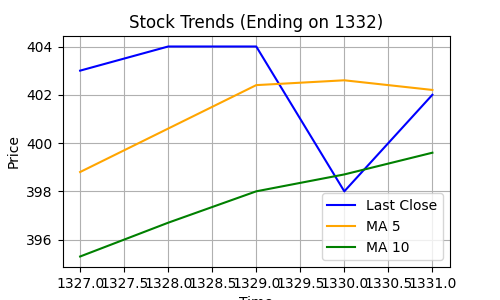 Stock Trends (Ending on 1332)
Price
404
402
400
398
396
Last Close
MA 5
MA 10
1327.0 1327.5 1328.0 1328.5 1329.0 1329.5 1330.0 1330.5 1331.0
Time